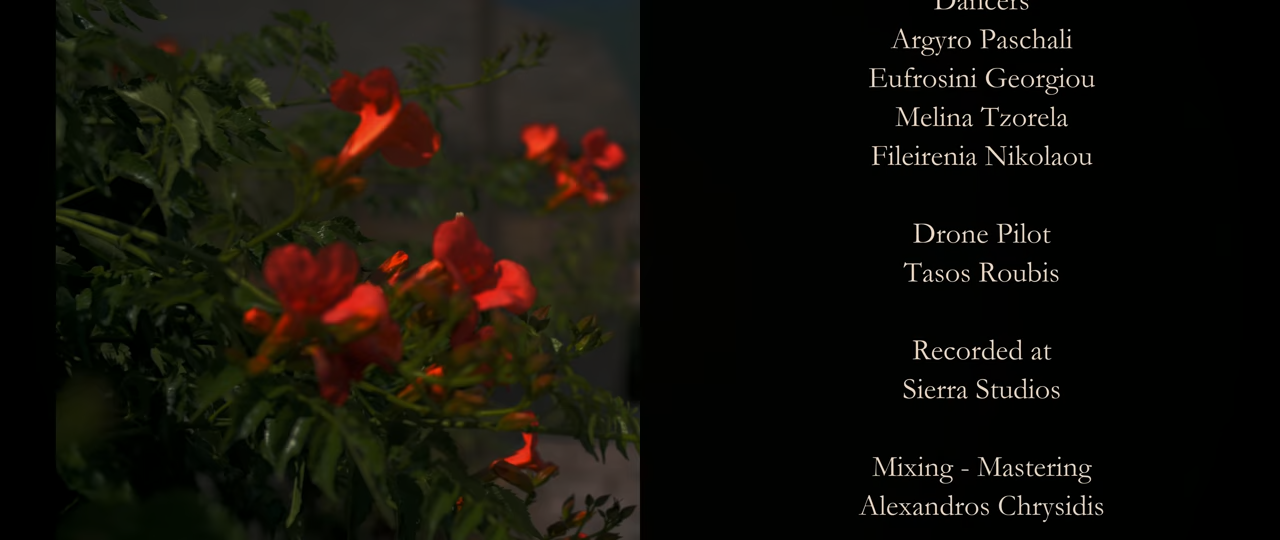 Dancers
Argyro Paschali
Eufrosini Georgiou
Melina Tzorela
Fileirenia Nikolaou
Drone Pilot
Tasos Roubis
Recorded at
Sierra Studios
Mixing - Mastering
Alexandros Chrysidis